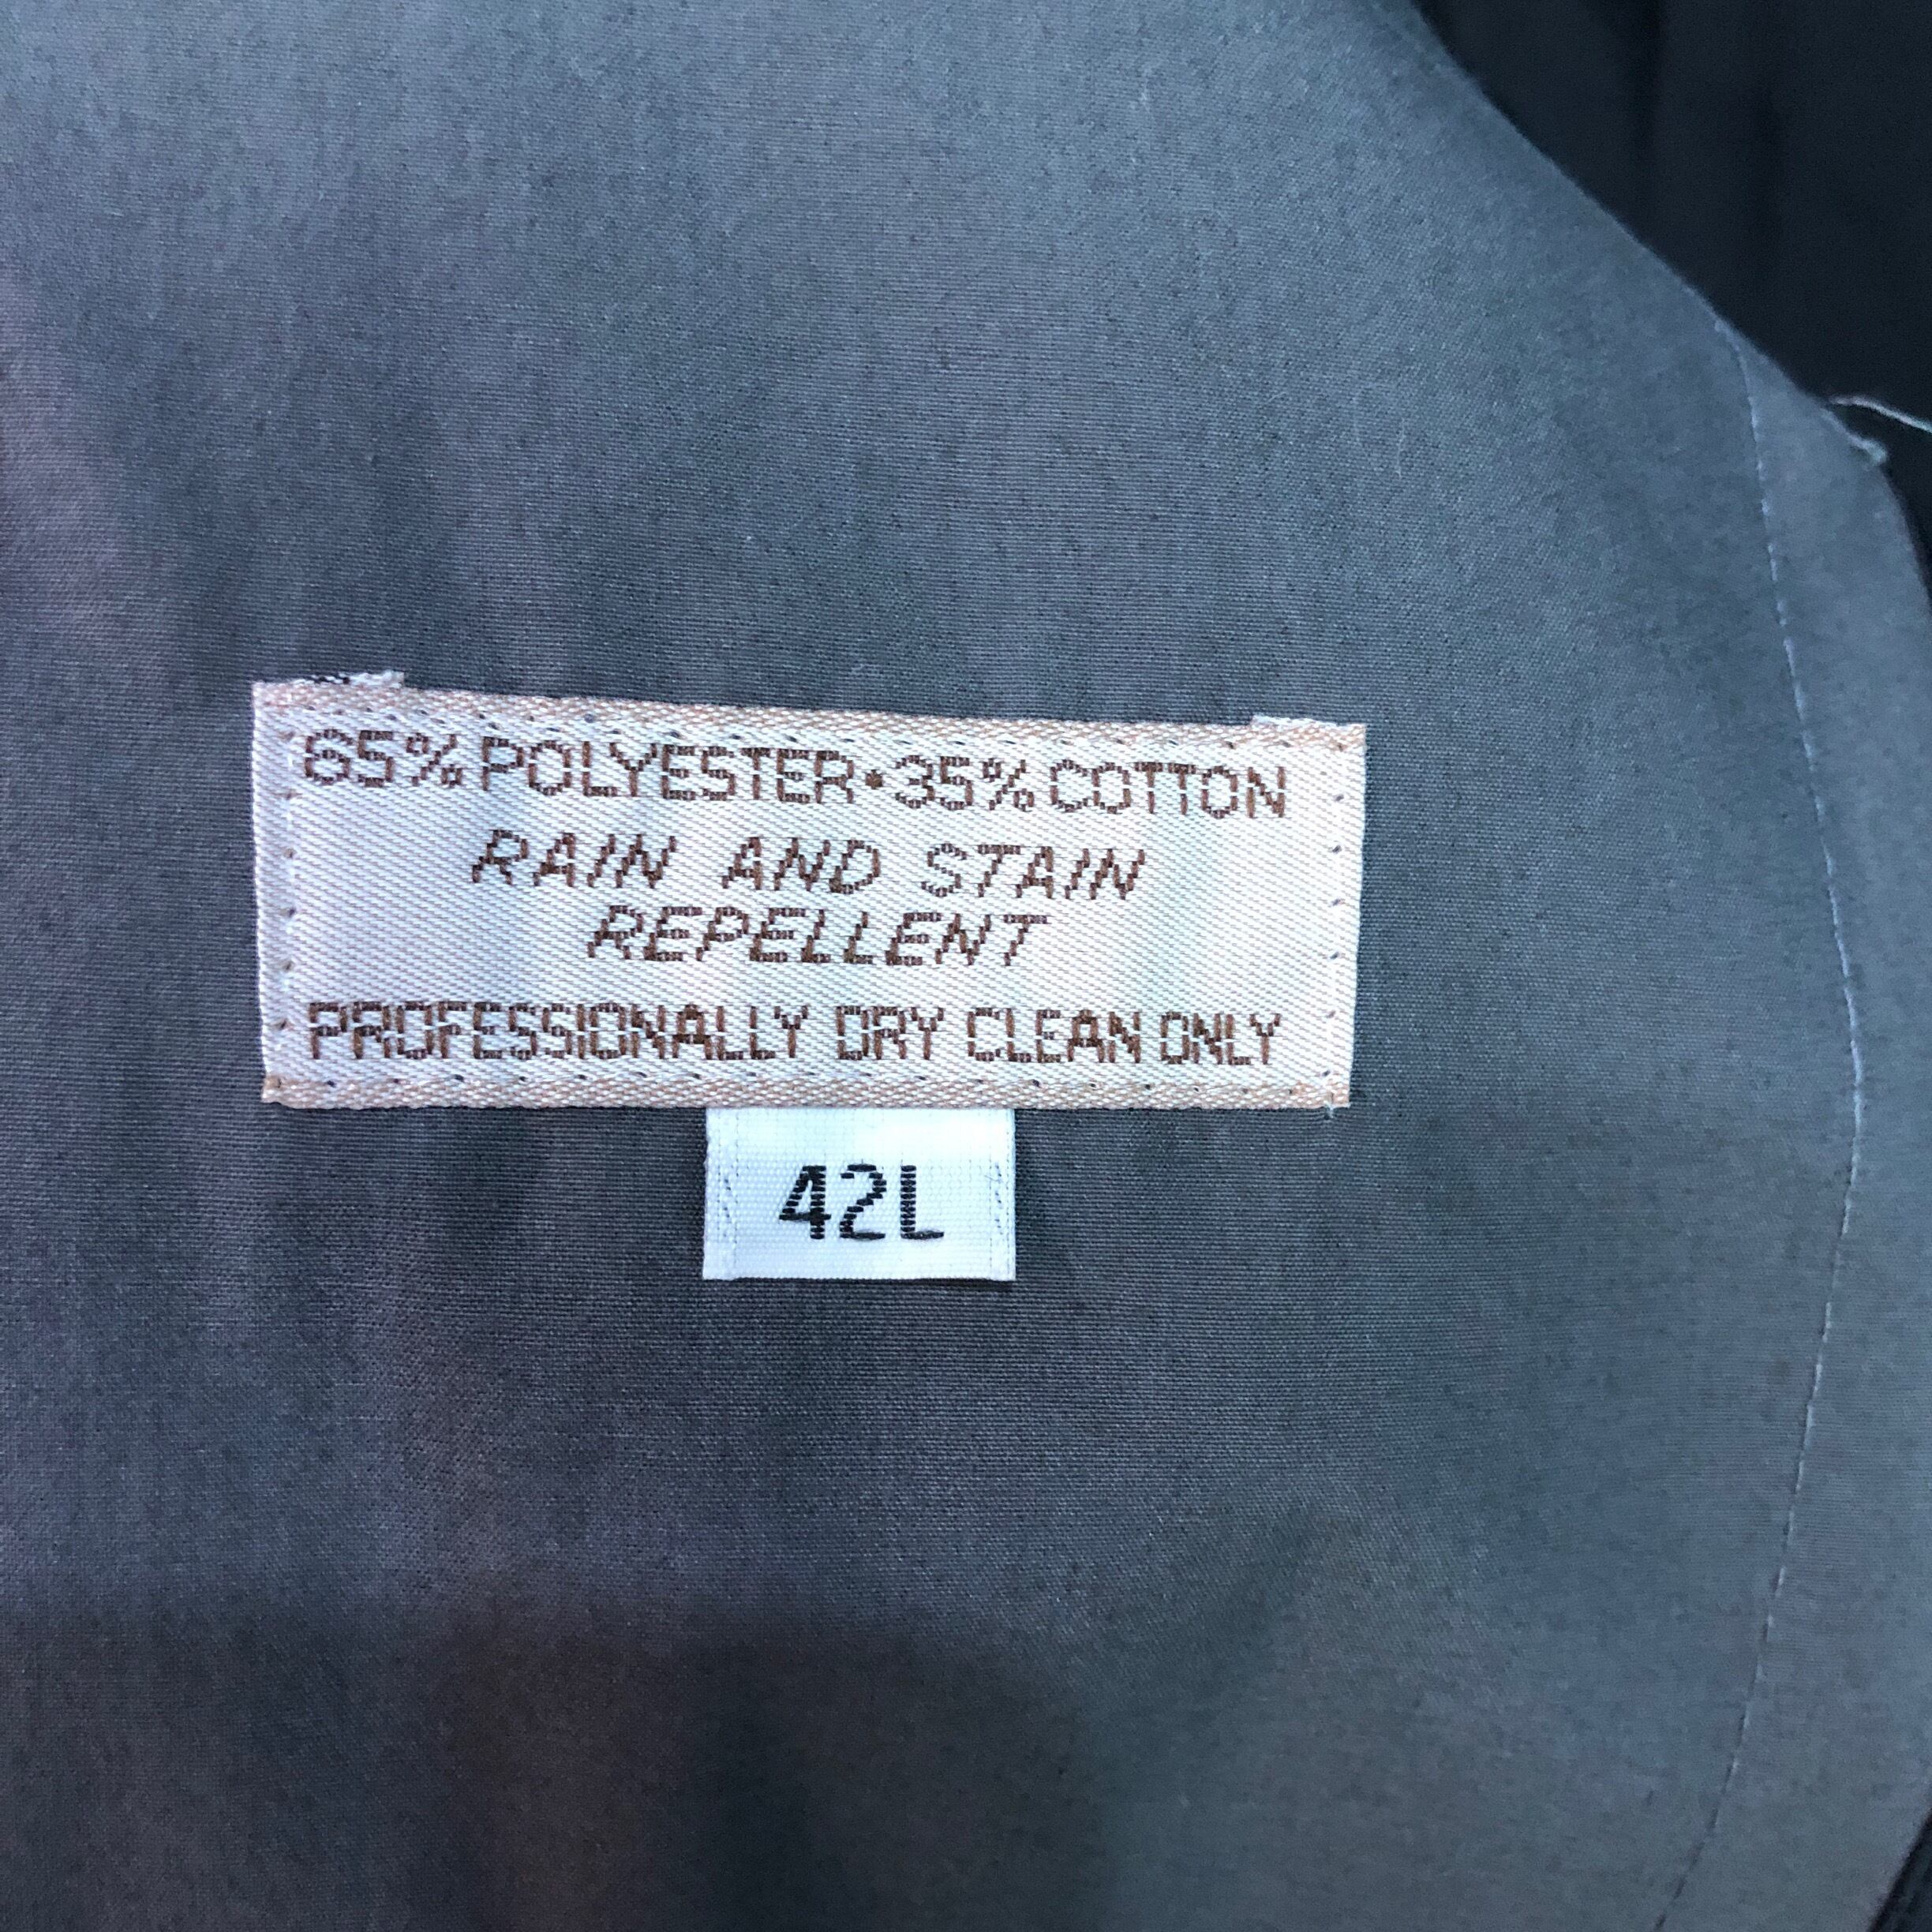 65% POLYESTER•35% COTTON
RAIN AND STAIN
REPELLENT
PROFESSIONALLY DRY CLEAN ONLY
42L